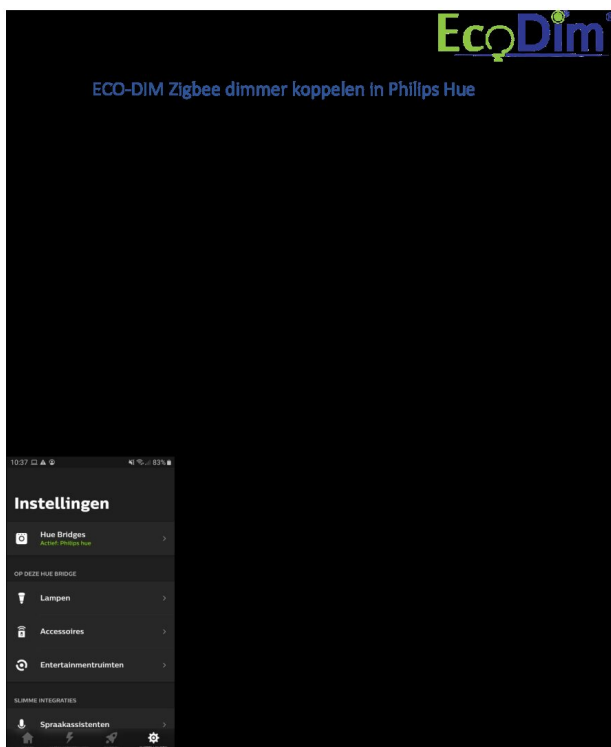 EcoDim
ECO-DIM Zigbee dimmer koppelen in Philips Hue
10:37 83%
Instellingen
Hue Bridges
Actief: Philips hue
OP DEZE HUE BRIDGE
Lampen
Accessoires
Entertainmentruimten
SLIMME INTEGRATIES
Spraakassistenten